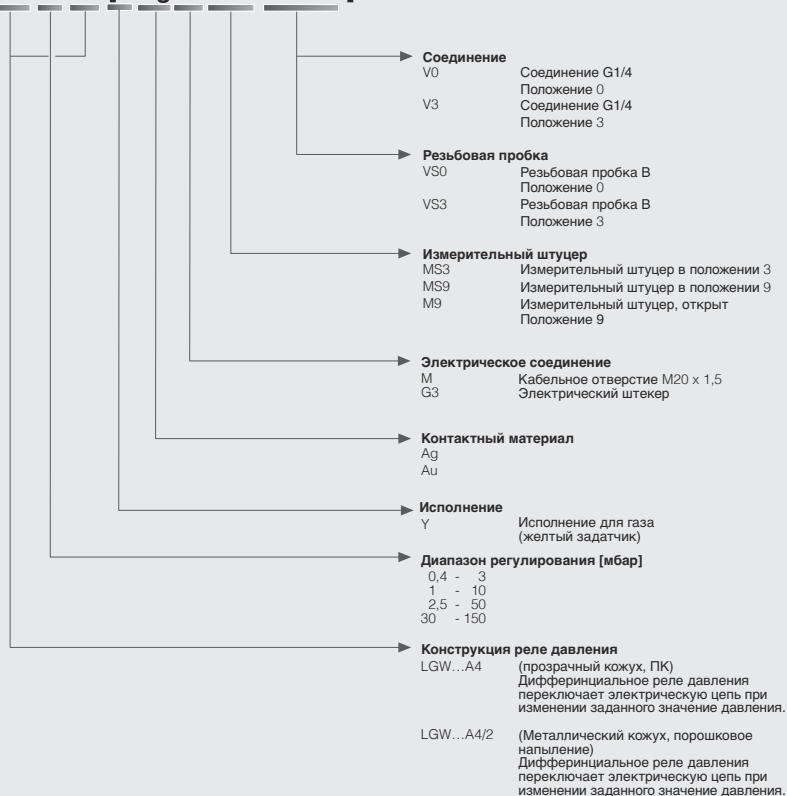 Соединение
V0 Соединение G1/4
Положение 0
V3 Соединение G1/4
Положение 3
Резьбовая пробка
VS0 Резьбовая пробка B
Положение 0
VS3 Резьбовая пробка B
Положение 3
Измерительный штуцер
MS3 Измерительный штуцер в положении 3
MS9 Измерительный штуцер в положении 9
M9 Измерительный штуцер, открыт
Положение 9
Электрическое соединение
M Кабельное отверстие M20 x 1,5
G3 Электрический штекер
Контактный материал
Ag
Au
Исполнение
Y Исполнение для газа
(желтый задатчик)
Диапазон регулирования [мбар]
0,4 - 3
1 - 10
2,5 - 50
30 - 150
Конструкция реле давления
LGW…A4 (прозрачный кожух, ПК)
Дифферинциальное реле давления
переключает электрическую цепь при
изменении заданного значение давления.
LGW…A4/2 (Металлический кожух, порошковое
напыление)
Дифферинциальное реле давления
переключает электрическую цепь при
изменении заданного значение давления.